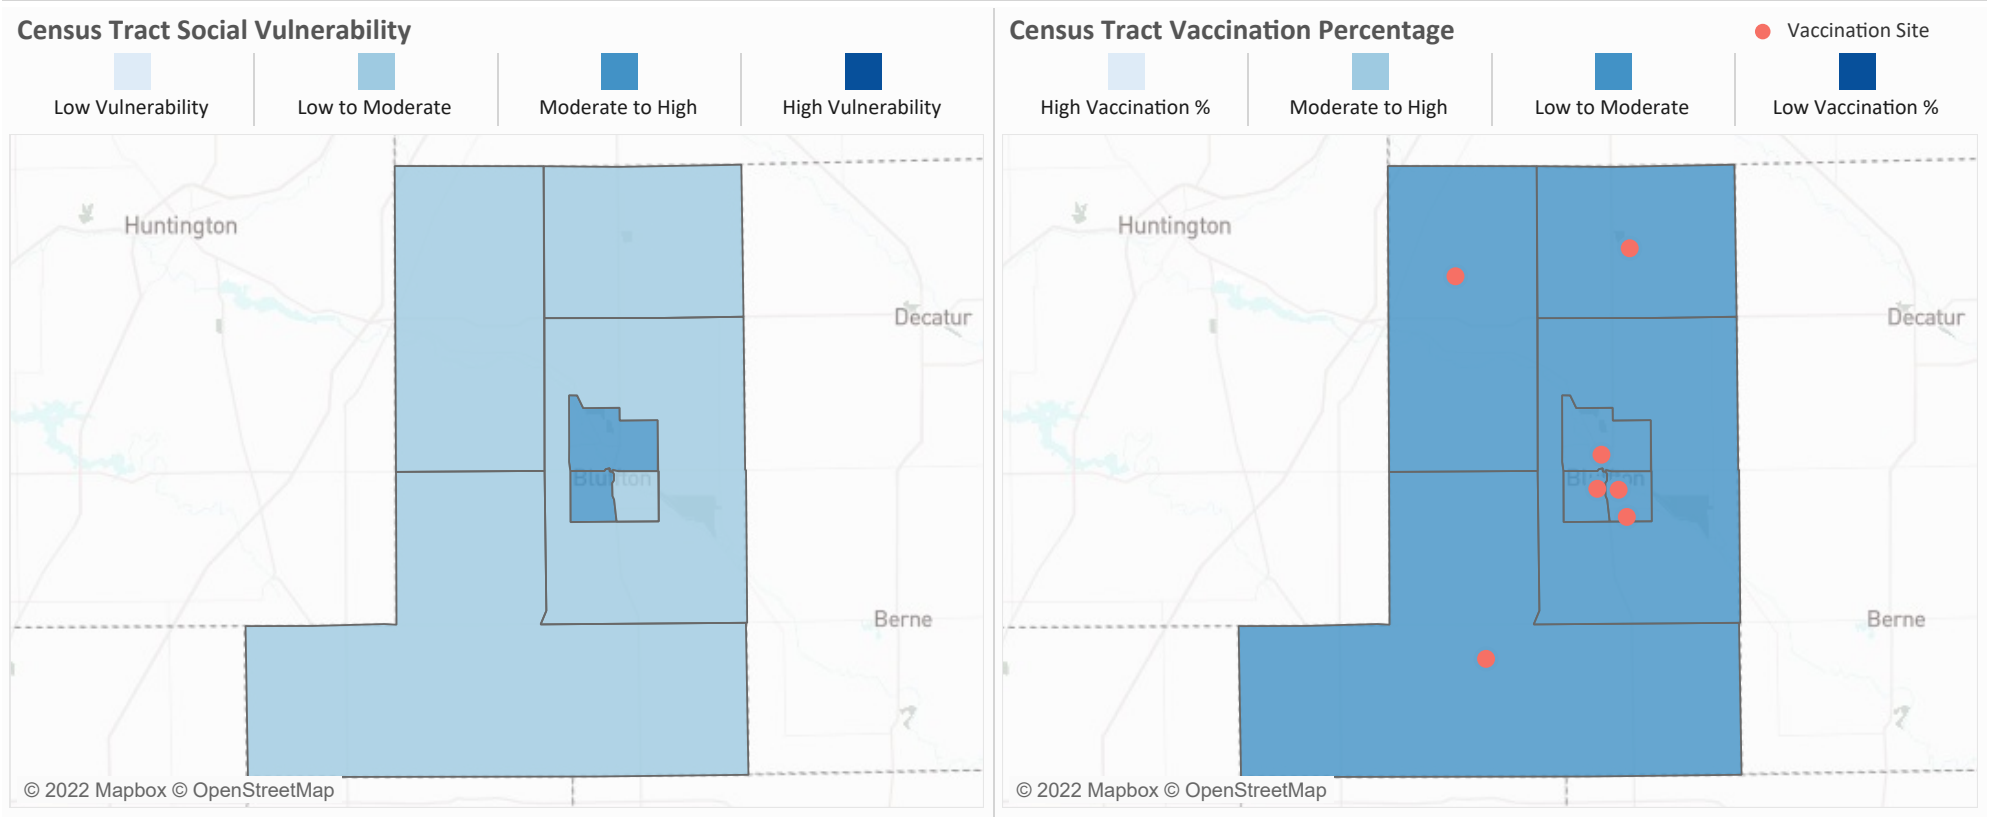 Census Tract Social Vulnerability
Low Vulnerability
Low to Moderate
Moderate to High
High Vulnerability
Huntington
Decatur
Bluffton
Berne
© 2022 Mapbox © OpenStreetMap
Census Tract Vaccination Percentage
Vaccination Site
High Vaccination %
Moderate to High
Low to Moderate
Low Vaccination %
Huntington
Decatur
Bluffton
Berne
© 2022 Mapbox © OpenStreetMap